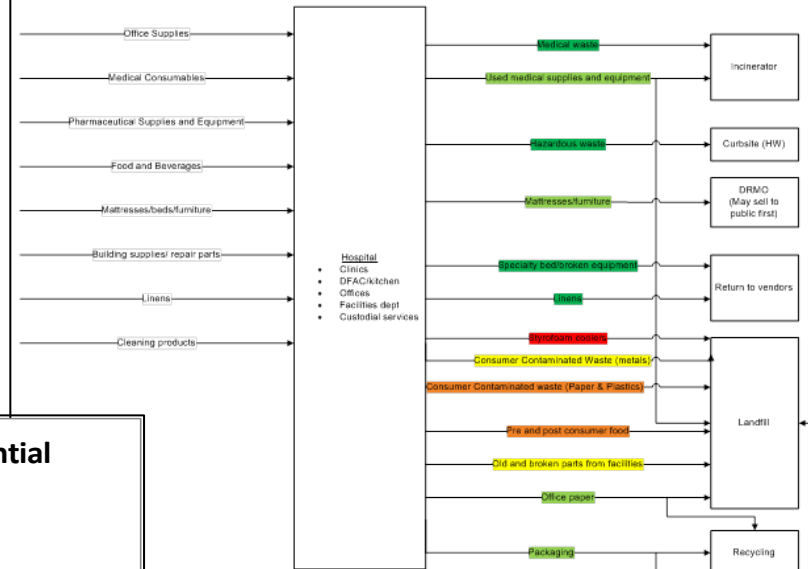 Office Supplies
Medical Consumables
Pharmaceutical Supplies and Equipment
Food and Beverages
Mattresses/beds/furniture
Building supplies/ repair parts
Linens
Cleaning products
Hospital
• Clinics
• DFAC/kitchen
• Offices
• Facilities dept
• Custodial services
Medical waste
Used medical supplies and equipment
Hazardous waste
Mattresses/furniture
Specialty bed/broken equipment
Linens
Styrofoam coolers
Consumer Contaminated Waste (metals)
Consumer Contaminated waste (Paper & Plastics)
Pre and post consumer food
Old and broken parts from facilities
Office paper
Packaging
Incinerator
Curbsite (HW)
DRMO
(May sell to
public first)
Return to vendors
Landfill
Recycling
ntial